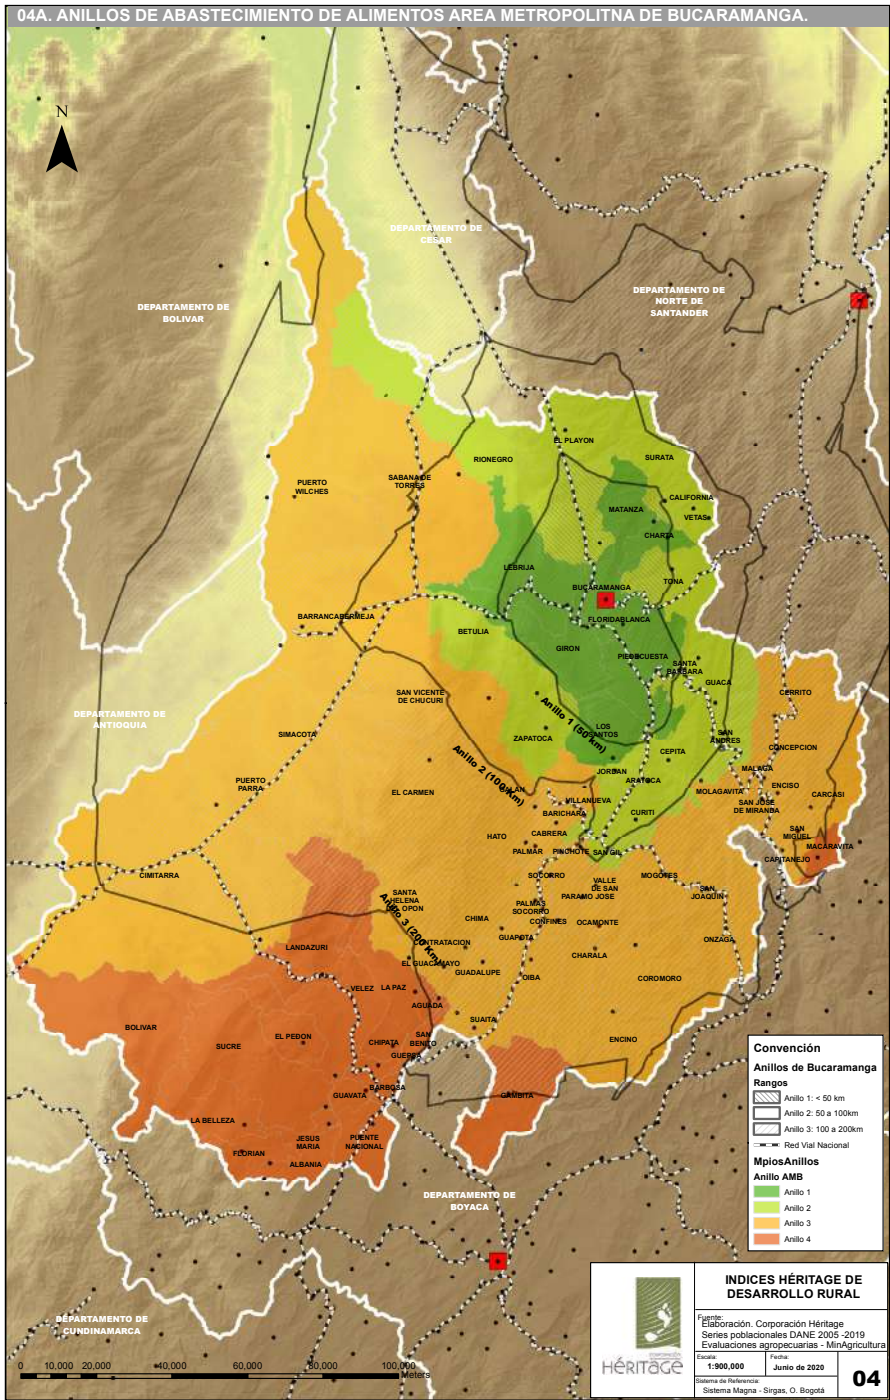 04A. ANILLOS DE ABASTECIMIENTO DE ALIMENTOS AREA METROPOLITNA DE BUCARAMANGA.
N
DEPARTAMENTO DE
CESAR
DEPARTAMENTO DE
NORTE DE
SANTANDER
DEPARTAMENTO DE
BOLIVAR
EL PLAYON
RIONEGRO
SURATA
SABANA DE
TORRES
PUERTO
WILCHES
CALIFORNIA
VETAS
MATANZA
CHARTA
LEBRIJA
TONA
BUCARAMANGA
BARRANCABERMEJA
FLORIDABLANCA
BETULIA
GIRON
PIEDECUESTA
SANTA
BARBARA
GUACA
SAN VICENTE
DE CHUCURI
CERRITO
DEPARTAMENTO DE
ANTIOQUIA
Anillo 1 (50 km)
SIMACOTA
ZAPATOCA
LOS
SANTOS
SAN
ANDRES
CONCEPCION
CEPITA
Anillo 2 (100 Km)
JORDAN
MALAGA
PUERTO
PARRA
ARATOCA
ENCISO
EL CARMEN
MOLAGAVITA
CARCASI
VILLANUEVA
SAN JOSE
DE MIRANDA
BARICHARA
CURITI
HATO
CABRERA
SAN
MIGUEL
PALMAR
PINCHOTE
SAN GIL
MACARAVITA
CAPITANEJO
CIMITARRA
SOCORRO
MOGOTES
VALLE
DE SAN
JOSE
PARAMO
SAN
JOAQUIN
SANTA
HELENA
DEL OPON
Anillo 3 (200 Km)
PALMAS
SOCORRO
CHIMA
CONFINES
OCAMONTE
LANDAZURI
CONTRATACION
GUAPOTA
ONZAGA
CHARALA
EL GUACAMAYO
GUADALUPE
OIBA
COROMORO
VELEZ
LA PAZ
AGUADA
BOLIVAR
SUAITA
EL PEÑON
SUCRE
CHIPATA
SAN
BENITO
ENCINO
GUEPSA
GUAVATA
BARBOSA
GAMBITA
LA BELLEZA
JESUS
MARIA
PUENTE
NACIONAL
FLORIAN
ALBANIA
DEPARTAMENTO DE
BOYACA
DEPARTAMENTO DE
CUNDINAMARCA
Convención
Anillos de Bucaramanga
Rangos
Anillo 1: < 50 km
Anillo 2: 50 a 100km
Anillo 3: 100 a 200km
Red Vial Nacional
MpiosAnillos
Anillo AMB
Anillo 1
Anillo 2
Anillo 3
Anillo 4
0 10,000 20,000 40,000 60,000 80,000 100,000
Meters
HÉRITAGE
INDICES HÉRITAGE DE
DESARROLLO RURAL
Fuente:
Elaboración. Corporación Héritage
Series poblacionales DANE 2005 -2019
Evaluaciones agropecuarias - MinAgricultura
Escala:
1:900,000
Fecha:
Junio de 2020
Sistema de Referencia:
Sistema Magna - Sirgas, O. Bogotá
04